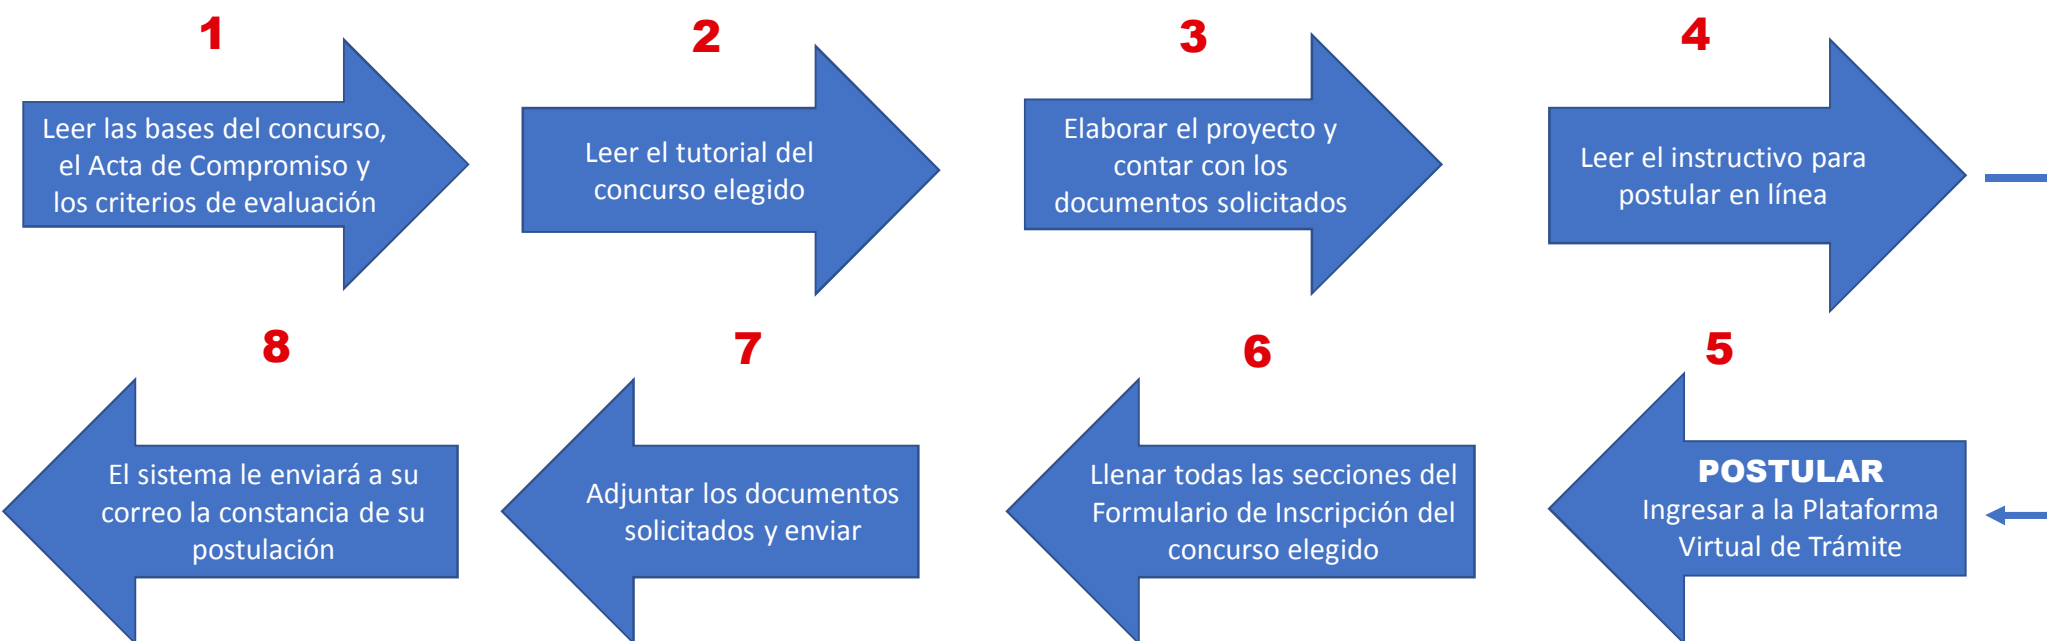 1
Leer las bases del concurso,
el Acta de Compromiso y
los criterios de evaluación
2
Leer el tutorial del
concurso elegido
3
Elaborar el proyecto y
contar con los
documentos solicitados
4
Leer el instructivo para
postular en línea
5
POSTULAR
Ingresar a la Plataforma
Virtual de Trámite
6
Llenar todas las secciones del
Formulario de Inscripción del
concurso elegido
7
Adjuntar los documentos
solicitados y enviar
8
El sistema le enviará a su
correo la constancia de su
postulación